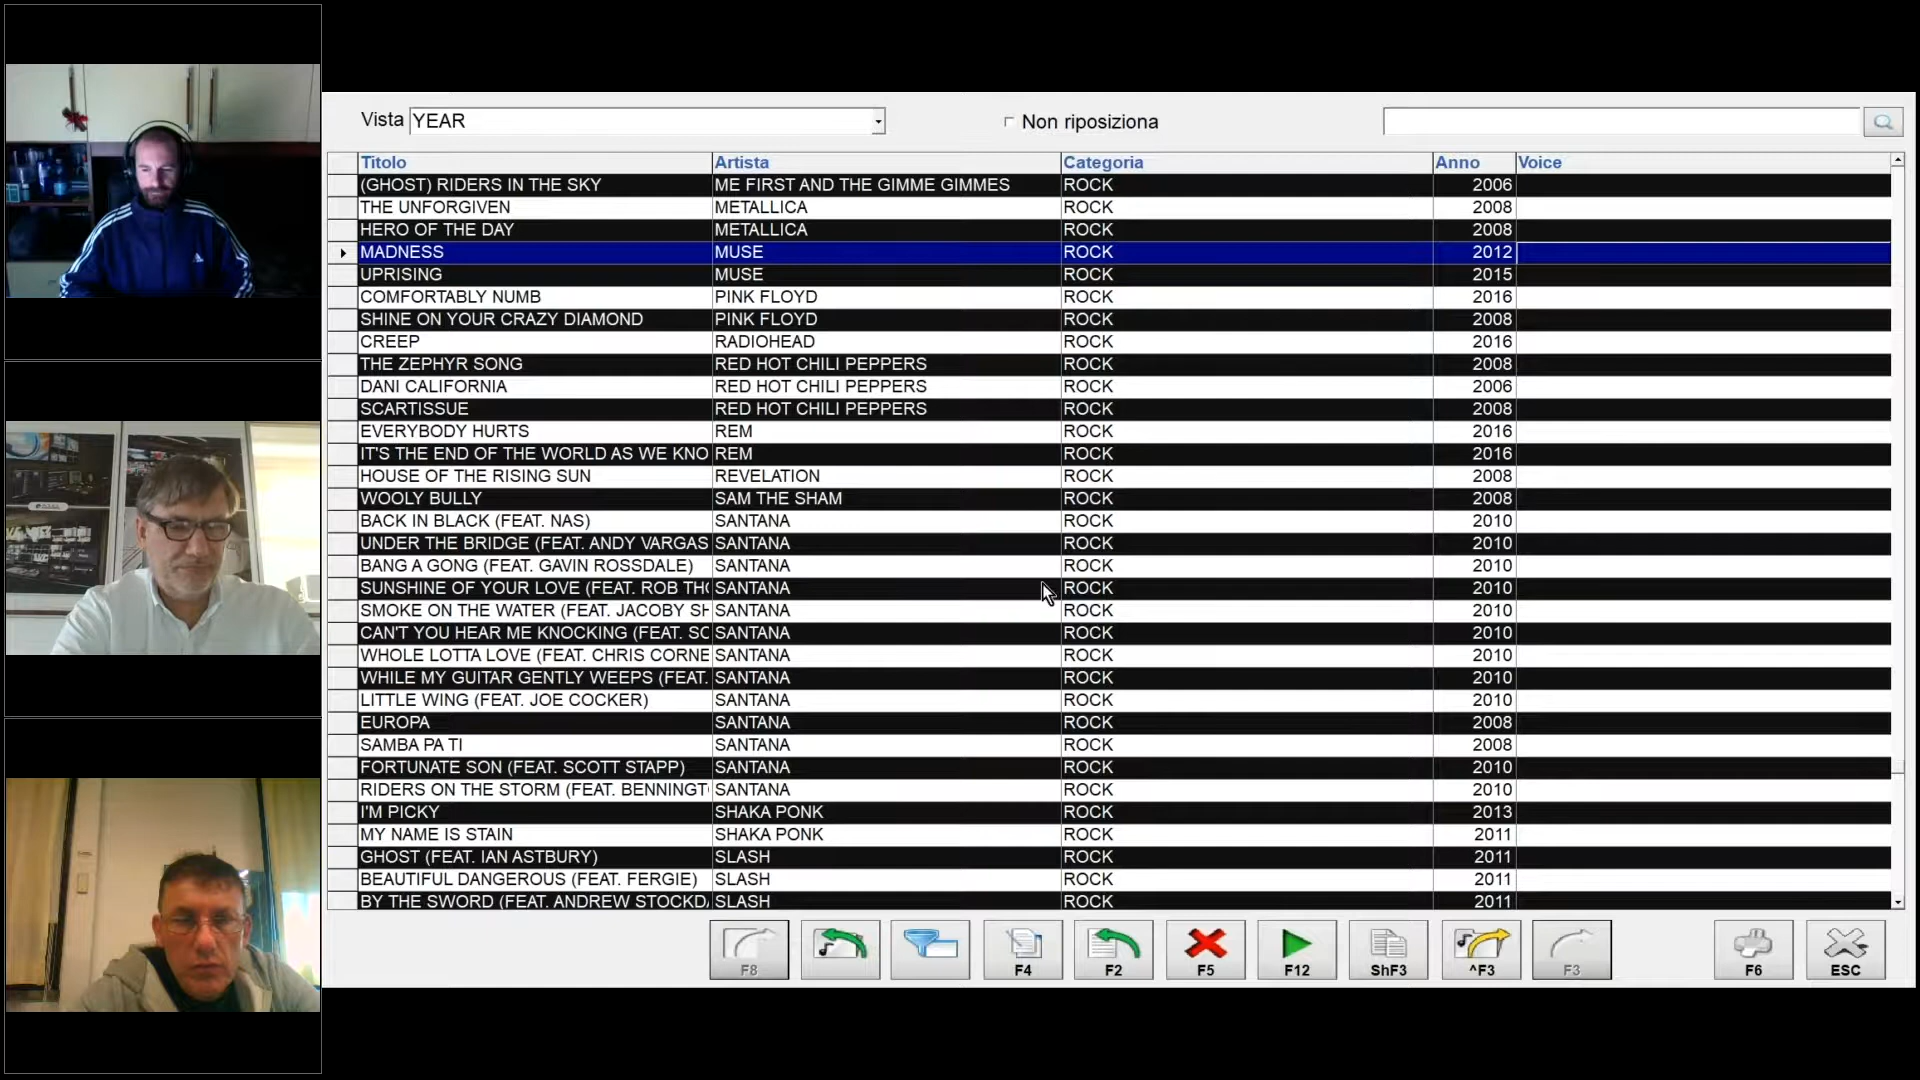 Vista YEAR Non riposiziona
Titolo Artista Categoria Anno Voice
(GHOST) RIDERS IN THE SKY ME FIRST AND THE GIMME GIMMES ROCK 2006
THE UNFORGIVEN METALLICA ROCK 2008
HERO OF THE DAY METALLICA ROCK 2008
MADNESS MUSE ROCK 2012
UPRISING MUSE ROCK 2015
COMFORTABLY NUMB PINK FLOYD ROCK 2016
SHINE ON YOUR CRAZY DIAMOND PINK FLOYD ROCK 2008
CREEP RADIOHEAD ROCK 2016
THE ZEPHYR SONG RED HOT CHILI PEPPERS ROCK 2008
DANI CALIFORNIA RED HOT CHILI PEPPERS ROCK 2006
SCARTISSUE RED HOT CHILI PEPPERS ROCK 2008
EVERYBODY HURTS REM ROCK 2016
IT'S THE END OF THE WORLD AS WE KNO REM ROCK 2016
HOUSE OF THE RISING SUN REVELATION ROCK 2008
WOOLY BULLY SAM THE SHAM ROCK 2008
BACK IN BLACK (FEAT. NAS) SANTANA ROCK 2010
UNDER THE BRIDGE (FEAT. ANDY VARGAS SANTANA ROCK 2010
BANG A GONG (FEAT. GAVIN ROSSDALE) SANTANA ROCK 2010
SUNSHINE OF YOUR LOVE (FEAT. ROB THO SANTANA ROCK 2010
SMOKE ON THE WATER (FEAT. JACOBY SH SANTANA ROCK 2010
CAN'T YOU HEAR ME KNOCKING (FEAT. SC SANTANA ROCK 2010
WHOLE LOTTA LOVE (FEAT. CHRIS CORNE SANTANA ROCK 2010
WHILE MY GUITAR GENTLY WEEPS (FEAT. SANTANA ROCK 2010
LITTLE WING (FEAT. JOE COCKER) SANTANA ROCK 2010
EUROPA SANTANA ROCK 2008
SAMBA PA TI SANTANA ROCK 2008
FORTUNATE SON (FEAT. SCOTT STAPP) SANTANA ROCK 2010
RIDERS ON THE STORM (FEAT. BENNINGT SANTANA ROCK 2010
I'M PICKY SHAKA PONK ROCK 2013
MY NAME IS STAIN SHAKA PONK ROCK 2011
GHOST (FEAT. IAN ASTBURY) SLASH ROCK 2011
BEAUTIFUL DANGEROUS (FEAT. FERGIE) SLASH ROCK 2011
BY THE SWORD (FEAT. ANDREW STOCKDA SLASH ROCK 2011
F8 F4 F2 F5 F12 ShF3 ^F3 F3 F6 ESC